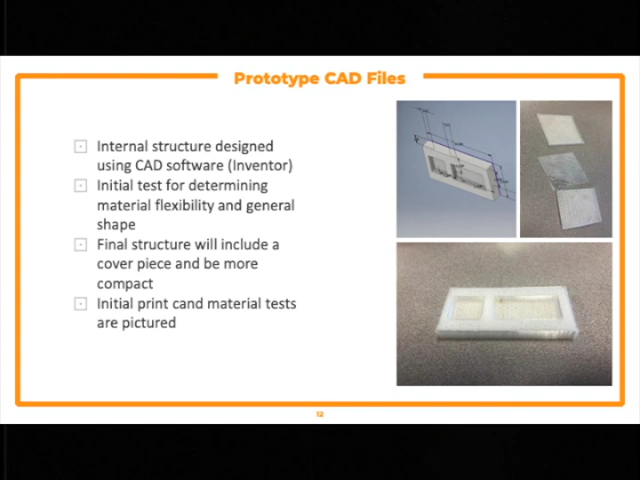 Prototype CAD Files
Internal structure designed
using CAD software (Inventor)
Initial test for determining
material flexibility and general
shape
Final structure will include a
cover piece and be more
compact
Initial print cand material tests
are pictured
12